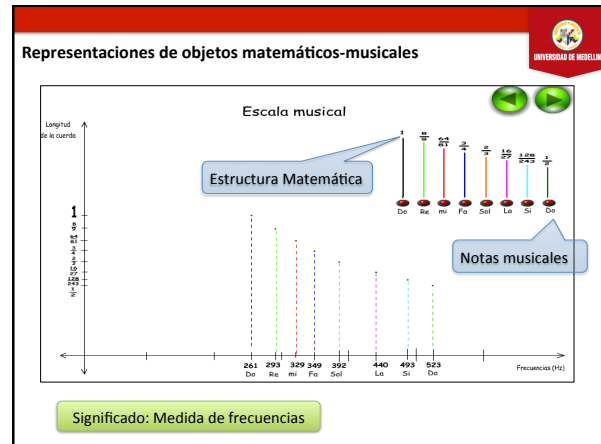 Representaciones de objetos matemáticos-musicales
UNIVERSIDAD DE MEDELLIN
Escala musical
Longitud
de la cuerda
1 8/9 64/81 3/4 2/3 16/27 128/243 1/2
Estructura Matemática
Do Re mi Fa Sol La Si Do
Notas musicales
1
8/9
64/81
3/4
2/3
16/27
128/243
1/2
261 293 329 349 392 440 493 523
Do Re mi Fa Sol La Si Do
Frecuencias (Hz)
Significado: Medida de frecuencias